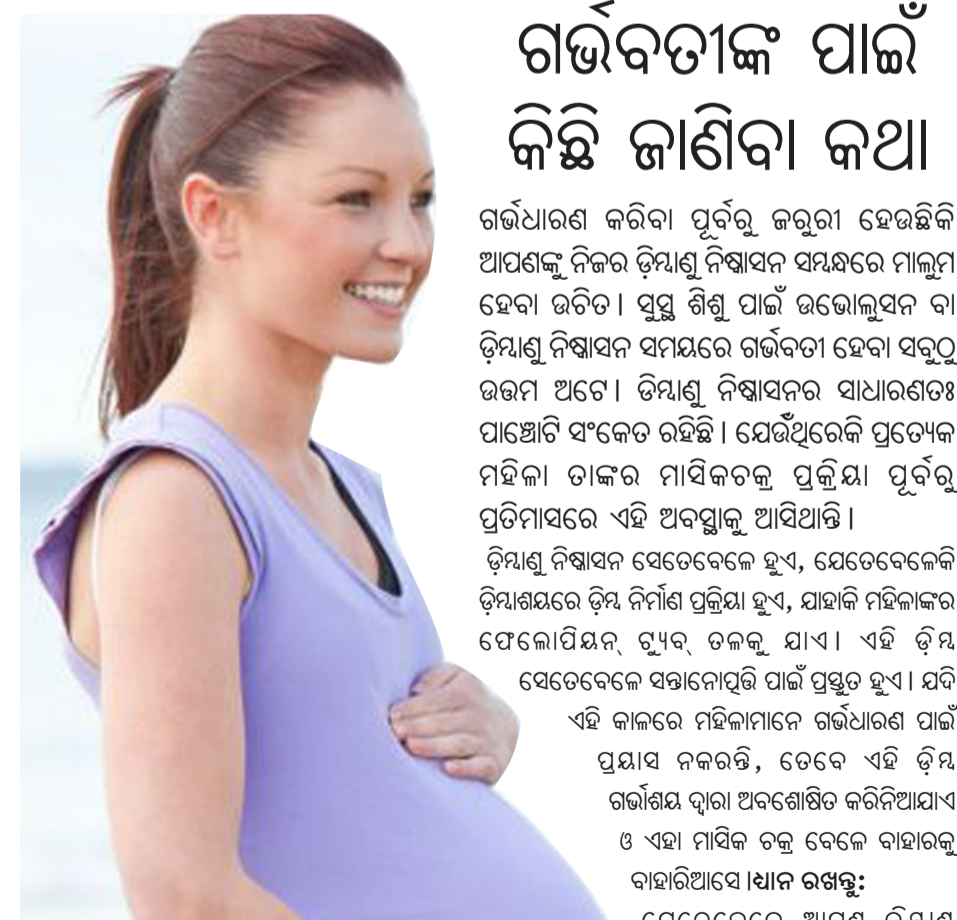 ଗର୍ଭବତୀଙ୍କ ପାଇଁ
କିଛି ଜାଣିବା କଥା
ଗର୍ଭଧାରଣ କରିବା ପୂର୍ବରୁ ଜରୁରୀ ହେଉଛିକି
ଆପଣଙ୍କୁ ନିଜର ଡ଼ିମ୍ବାଣୁ ନିଷ୍କାସନ ସମ୍ବନ୍ଧରେ ମାଲୁମ
ହେବା ଉଚିତ। ସୁସ୍ଥ ଶିଶୁ ପାଇଁ ଉଭୋଲୁସନ ବା
ଡ଼ିମ୍ବାଣୁ ନିଷ୍କାସନ ସମୟରେ ଗର୍ଭବତୀ ହେବା ସବୁଠୁ
ଉତ୍ତମ ଅଟେ। ଡିମ୍ବାଣୁ ନିଷ୍କାସନର ସାଧାରଣତଃ
ପାଞ୍ଚୋଟି ସଂକେତ ରହିଛି। ଯେଉଁଥିରେକି ପ୍ରତ୍ୟେକ
ମହିଳା ତାଙ୍କର ମାସିକଚକ୍ର ପ୍ରକ୍ରିୟା ପୂର୍ବରୁ
ପ୍ରତିମାସରେ ଏହି ଅବସ୍ଥାକୁ ଆସିଥାନ୍ତି।
ଡ଼ିମ୍ବାଣୁ ନିଷ୍କାସନ ସେତେବେଳେ ହୁଏ, ଯେତେବେଳେକି
ଡ଼ିମ୍ବାଶୟରେ ଡ଼ିମ୍ବ ନିର୍ମାଣ ପ୍ରକ୍ରିୟା ହୁଏ, ଯାହାକି ମହିଳାଙ୍କର
ଫେଲୋପିୟନ୍ ଟ୍ୟୁବ୍ ତଳକୁ ଯାଏ। ଏହି ଡ଼ିମ୍ବ
ସେତେବେଳେ ସନ୍ତାନୋତ୍ପତ୍ତି ପାଇଁ ପ୍ରସ୍ତୁତ ହୁଏ। ଯଦି
ଏହି କାଳରେ ମହିଳାମାନେ ଗର୍ଭଧାରଣ ପାଇଁ
ପ୍ରୟାସ ନକରନ୍ତି, ତେବେ ଏହି ଡ଼ିମ୍ବ
ଗର୍ଭାଶୟ ଦ୍ୱାରା ଅବଶୋଷିତ କରିନିଆଯାଏ
ଓ ଏହା ମାସିକ ଚକ୍ର ବେଳେ ବାହାରକୁ
ବାହାରିଆସେ।ଧ୍ୟାନ ରଖନ୍ତୁ: